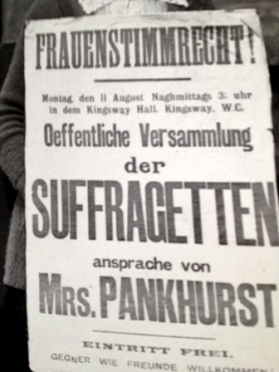 FRAUENSTIMMRECHT!
Montag, den 11 August Naghmittags 3. uhr
in dem Kingsway Hall. Kingsway. W.C.
Oeffentliche Versammlung
der
SUFFRAGETTEN
ansprache von
MRS. PANKHURST
EINTRITT FREI.
GEGNER WIE FREUNDE WILLKOMMEN